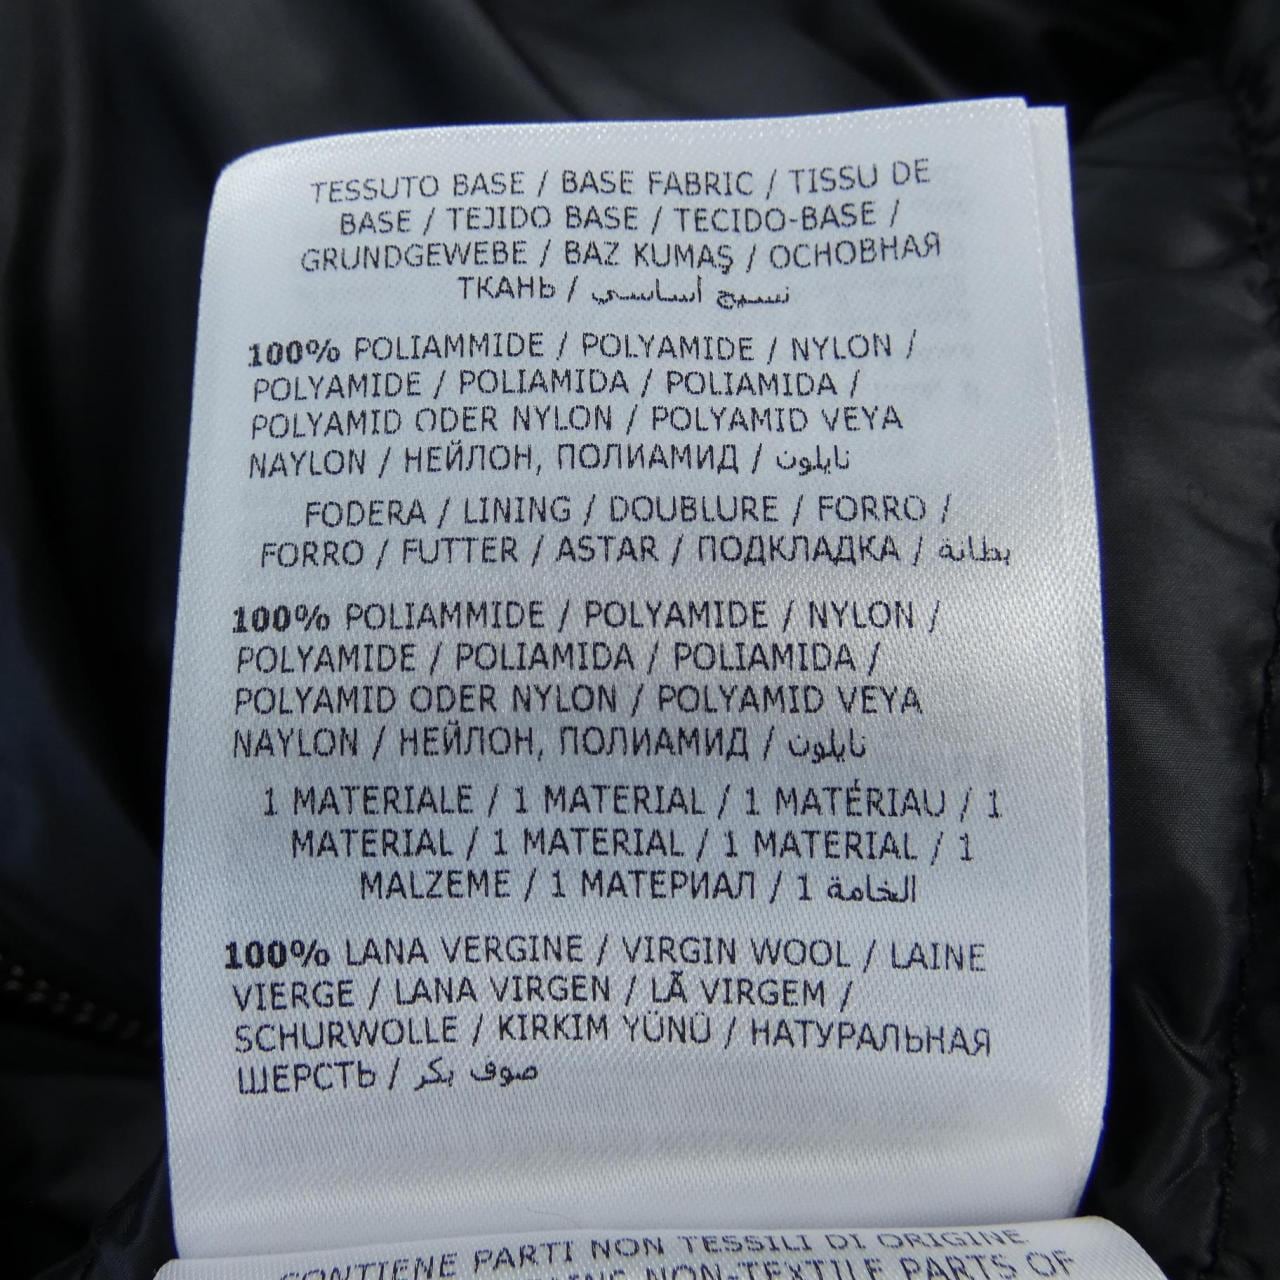 TESSUTO BASE / BASE FABRIC / TISSU DE
BASE / TEJIDO BASE / TECIDO-BASE /
GRUNDGEWEBE / BAZ KUMAŞ / ОСНОВНАЯ
ТКАНЬ / نسيج أساسي
100% POLIAMMIDE / POLYAMIDE / NYLON /
POLYAMIDE / POLIAMIDA / POLIAMIDA /
POLYAMID ODER NYLON / POLYAMID VEYA
NAYLON / НЕЙЛОН, ПОЛИАМИД / نايلون
FODERA / LINING / DOUBLURE / FORRO /
FORRO / FUTTER / ASTAR / ПОДКЛАДКА / بطانة
100% POLIAMMIDE / POLYAMIDE / NYLON /
POLYAMIDE / POLIAMIDA / POLIAMIDA /
POLYAMID ODER NYLON / POLYAMID VEYA
NAYLON / НЕЙЛОН, ПОЛИАМИД / نايلون
1 MATERIALE / 1 MATERIAL / 1 MATÉRIAU / 1
MATERIAL / 1 MATERIAL / 1 MATERIAL / 1
MALZEME / 1 МАТЕРИАЛ / 1 الخامة
100% LANA VERGINE / VIRGIN WOOL / LAINE
VIERGE / LANA VIRGEN / LÃ VIRGEM /
SCHURWOLLE / KIRKIM YÜNÜ / НАТУРАЛЬНАЯ
ШЕРСТЬ / صوف بكر
CONTIENE PARTI NON TESSILI DI ORIGINE
NON-TEXTILE PARTS OF